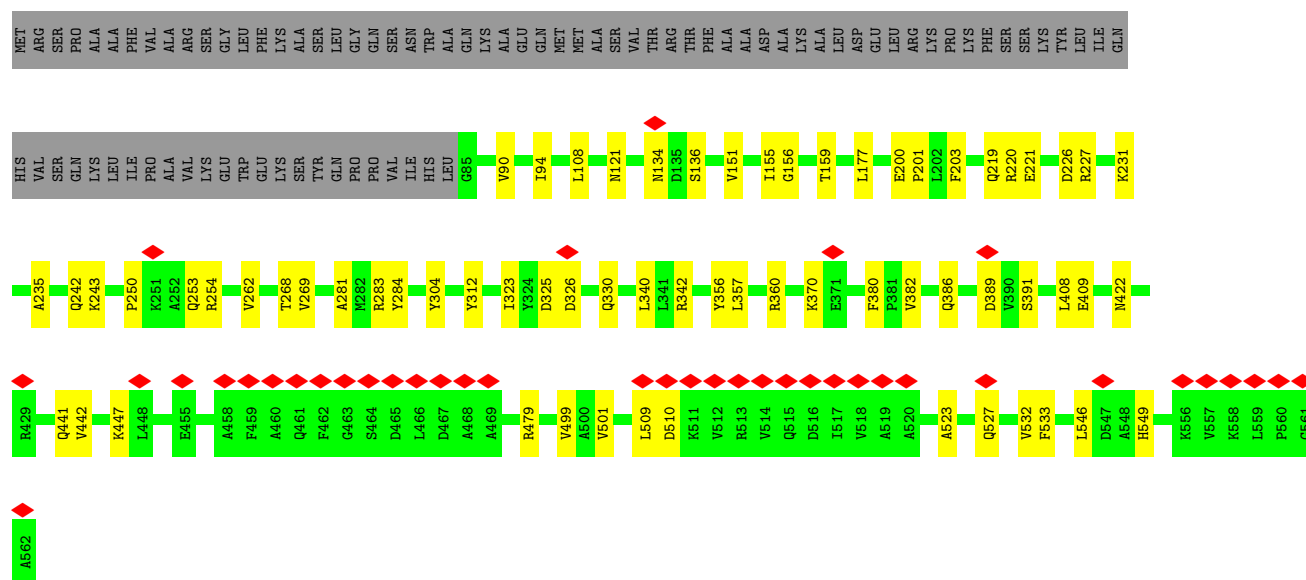 MET ARG SER PRO ALA ALA PHE VAL ALA ARG SER GLY LEU PHE LYS ALA SER LEU GLY GLN SER ASN TRP ALA GLN LYS ALA GLU GLN MET MET ALA SER VAL THR ARG THR PHE ALA ALA ASP ALA LYS ALA LEU ASP GLU LEU ARG LYS PRO LYS PHE SER SER LYS TYR LEU ILE GLN
HIS VAL SER GLN LYS LEU ILE PRO ALA VAL LYS GLU TRP GLU LYS SER TYR GLN PRO PRO VAL ILE HIS LEU G85 V90 I94 L108 N121 N134 D135 S136 V151 I155 G156 T159 L177 E200 P201 L202 F203 Q219 R220 E221 D226 R227 K231
A235 Q242 K243 P250 K251 A252 Q253 R254 V262 T268 V269 A281 M282 R283 Y284 Y304 Y312 I323 Y324 D325 D326 Q330 L340 L341 R342 Y356 L357 R360 K370 E371 F380 P381 V382 Q386 D389 V390 S391 L408 E409 N422
R429 Q441 V442 K447 L448 E455 A458 F459 A460 Q461 F462 G463 S464 D465 L466 D467 A468 A469 R479 V499 A500 V501 L509 D510 K511 V512 R513 V514 Q515 D516 I517 V518 A519 A520 A523 Q527 V532 F533 L546 D547 A548 H549 K556 V557 K558 L559 P560 G561
A562